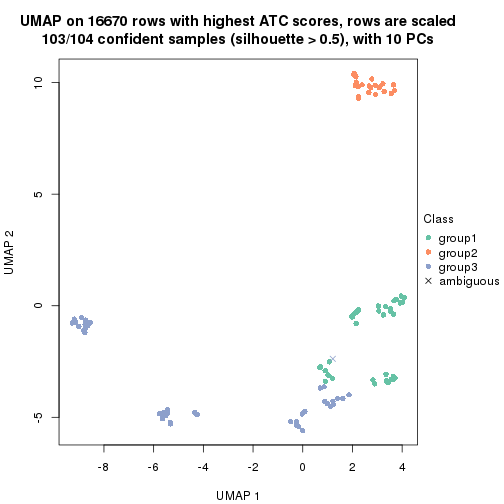 UMAP on 16670 rows with highest ATC scores, rows are scaled
103/104 confident samples (silhouette > 0.5), with 10 PCs
10
5
0
-5
UMAP 2
-8
-6
-4
-2
0
2
4
UMAP 1
Class
group1
group2
group3
ambiguous